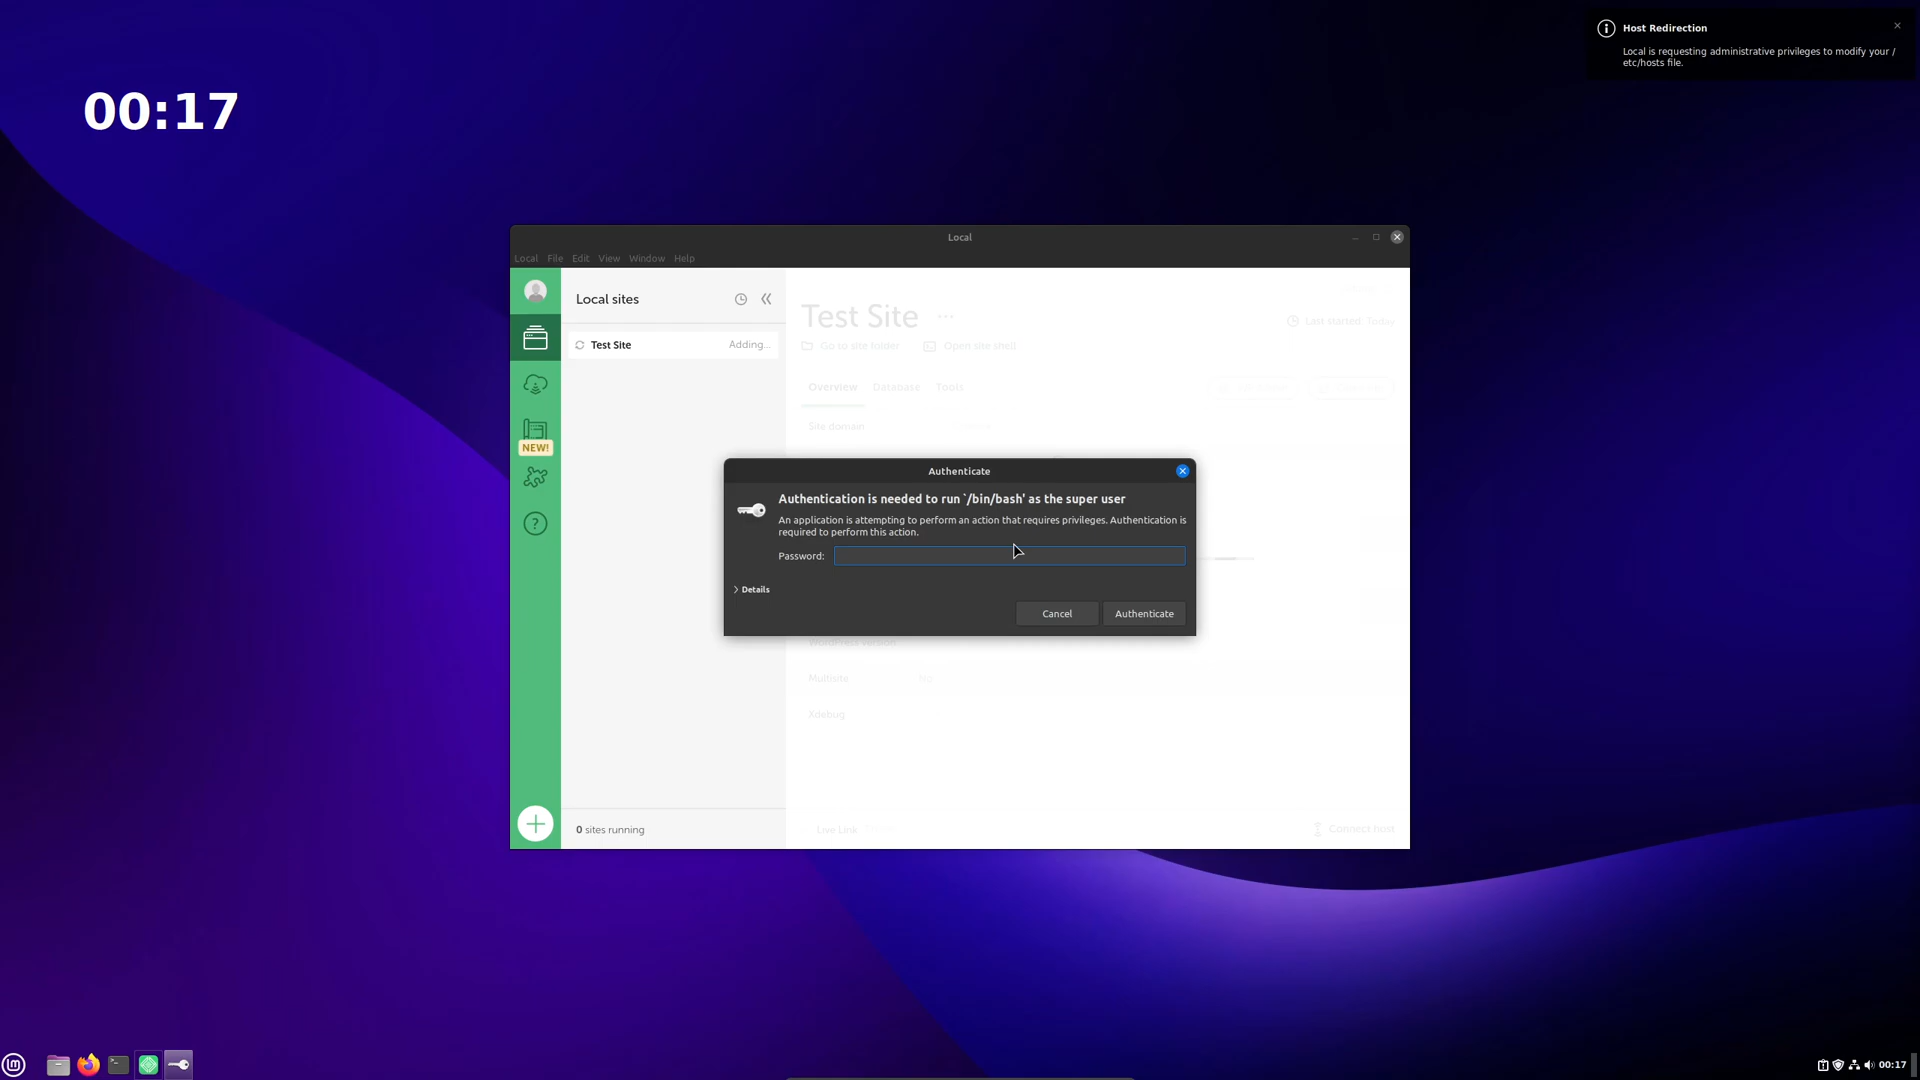 Host Redirection
Local is requesting administrative privileges to modify your /
etc/hosts file.
00:17
Local
Local File Edit View Window Help
Local sites
Test Site Adding...
NEW!
?
0 sites running
Test Site ...
Last started: Today
Go to site folder Open site shell
Overview Database Tools
Site domain
Authenticate
Authentication is needed to run `/bin/bash' as the super user
An application is attempting to perform an action that requires privileges. Authentication is
required to perform this action.
Password:
Details
Cancel Authenticate
WordPress version
Multisite No
Xdebug
Live Link
Connect host
lm
00:17